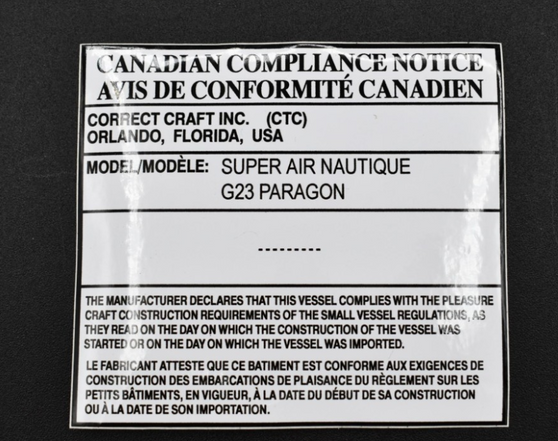 CANADIAN COMPLIANCE NOTICE
AVIS DE CONFORMITÉ CANADIEN
CORRECT CRAFT INC. (CTC)
ORLANDO, FLORIDA, USA
MODEL/MODÈLE: SUPER AIR NAUTIQUE
G23 PARAGON
---------
THE MANUFACTURER DECLARES THAT THIS VESSEL COMPLIES WITH THE PLEASURE
CRAFT CONSTRUCTION REQUIREMENTS OF THE SMALL VESSEL REGULATIONS, AS
THEY READ ON THE DAY ON WHICH THE CONSTRUCTION OF THE VESSEL WAS
STARTED OR ON THE DAY ON WHICH THE VESSEL WAS IMPORTED.
LE FABRICANT ATTESTE QUE CE BATIMENT EST CONFORME AUX EXIGENCES DE
CONSTRUCTION DES EMBARCATIONS DE PLAISANCE DU RÈGLEMENT SUR LES
PETITS BÂTIMENTS, EN VIGUEUR, À LA DATE DU DÉBUT DE SA CONSTRUCTION
OU À LA DATE DE SON IMPORTATION.